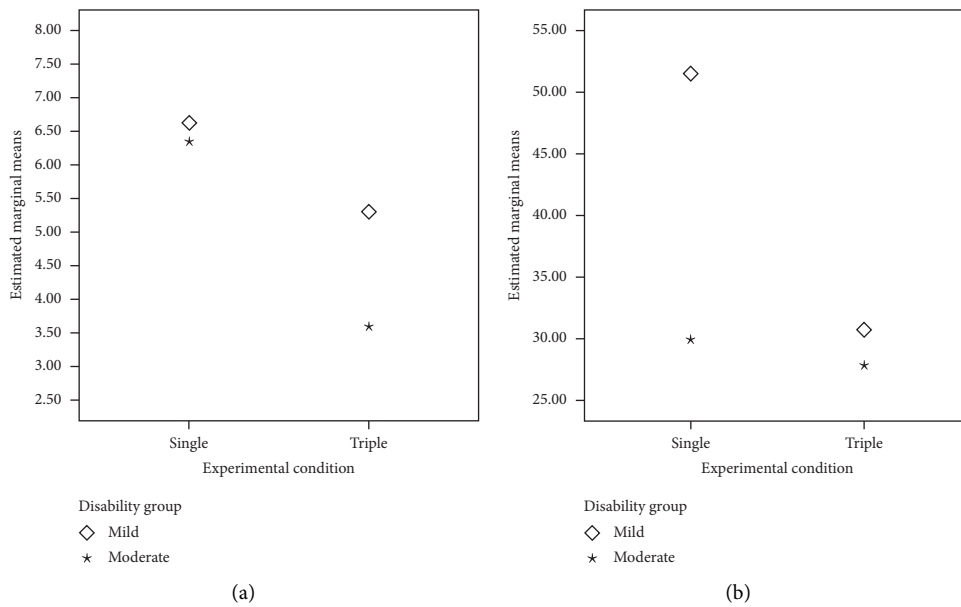 8.00
7.50
7.00
6.50
6.00
5.50
5.00
4.50
4.00
3.50
3.00
2.50
Estimated marginal means
Single Triple
Experimental condition
Disability group
Mild
Moderate
(a)
55.00
50.00
45.00
40.00
35.00
30.00
25.00
Estimated marginal means
Single Triple
Experimental condition
Disability group
Mild
Moderate
(b)